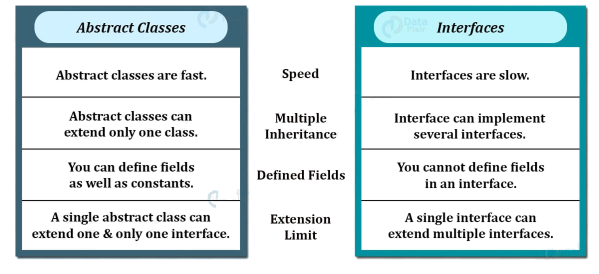 Abstract Classes
Interfaces
Data
Flair
Abstract classes are fast.
Speed
Interfaces are slow.
Abstract classes can
extend only one class.
Multiple
Inheritance
Interface can implement
several interfaces.
You can define fields
as well as constants.
Defined Fields
You cannot define fields
in an interface.
A single abstract class can
extend one & only one interface.
Extension
Limit
A single interface can
extend multiple interfaces.